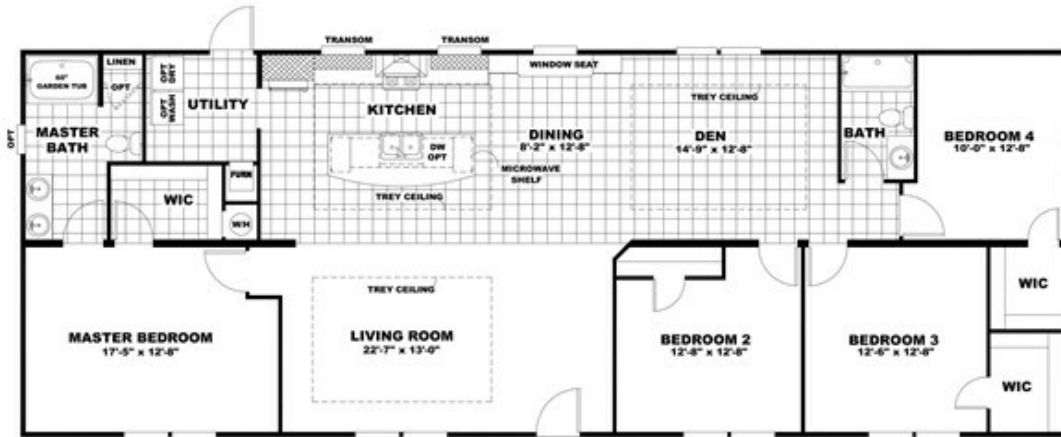 TRANSOM
TRANSOM
LINEN
OPT
60"
GARDEN TUB
OPT
DRY
OPT
WASH
UTILITY
KITCHEN
WINDOW SEAT
TREY CEILING
DINING
8'-2" x 12'-8"
DEN
14'-9" x 12'-8"
BATH
BEDROOM 4
10'-0" x 12'-8"
OPT
MASTER
BATH
DW
OPT
MICROWAVE
SHELF
TREY CEILING
FURN
WIC
WH
MASTER BEDROOM
17'-5" x 12'-8"
TREY CEILING
LIVING ROOM
22'-7" x 13'-0"
BEDROOM 2
12'-8" x 12'-8"
BEDROOM 3
12'-6" x 12'-8"
WIC
WIC